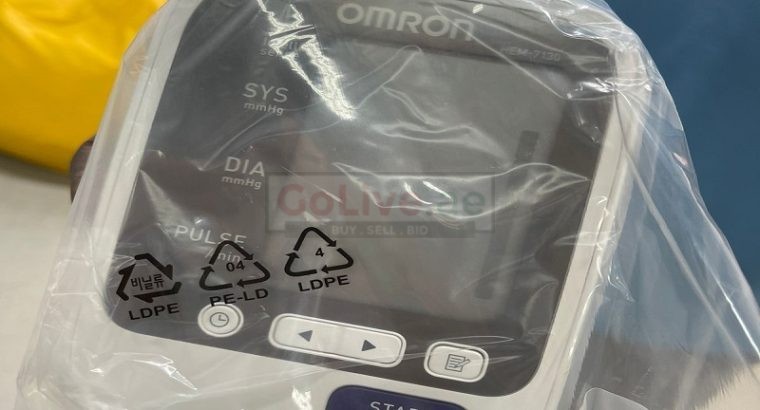 OMRON
HEM-7130
SYS
mmHg
DIA
mmHg
GoLive.ae
BUY . SELL . BID
PULSE
/min
비닐류
LDPE
04
PE-LD
4
LDPE